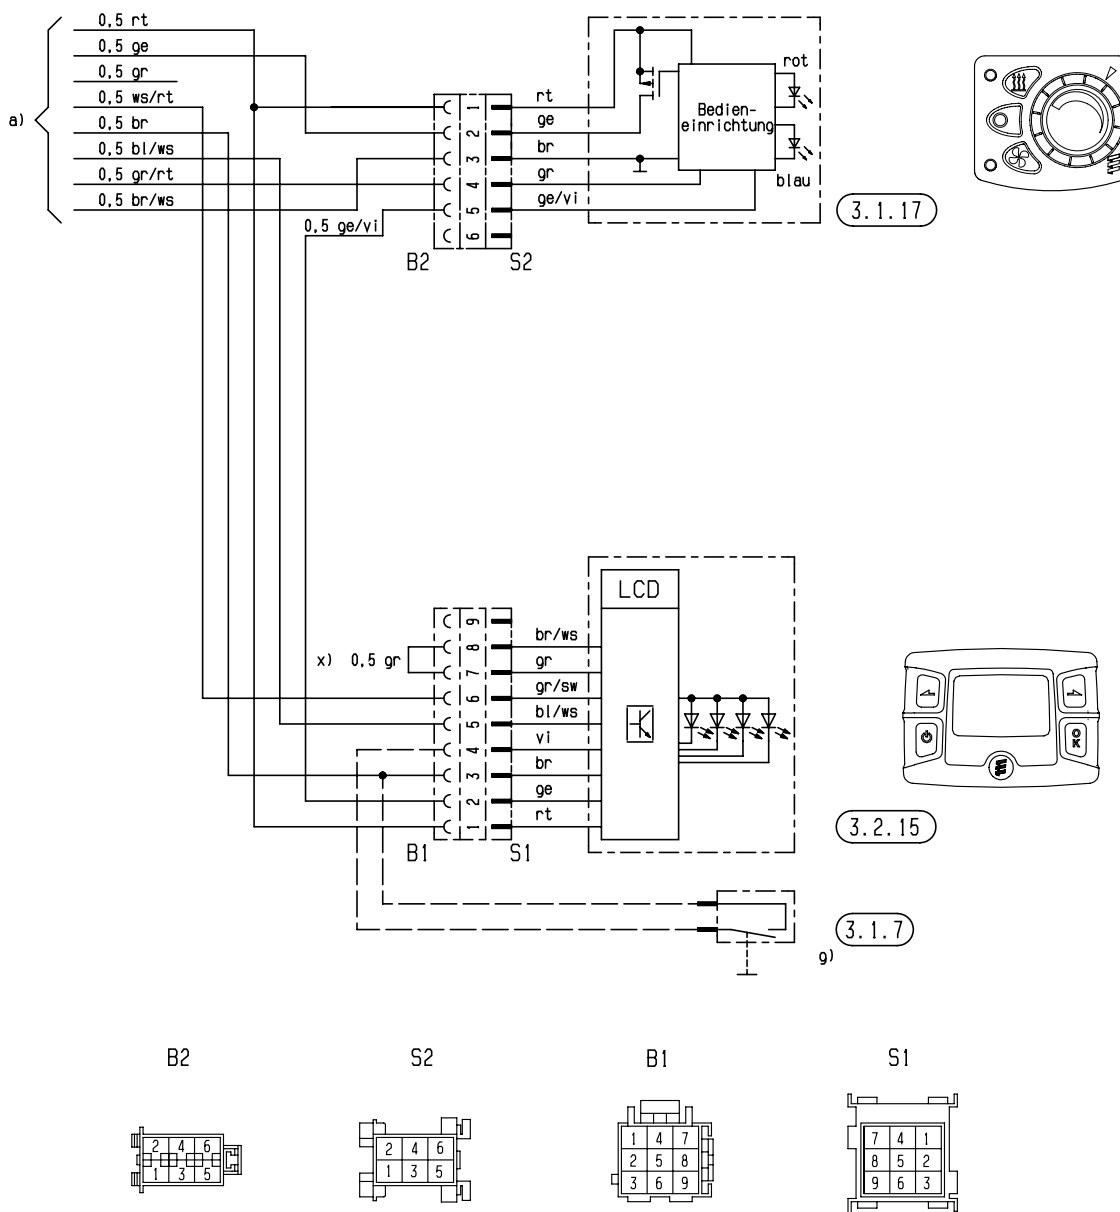 a)
0,5 rt
0,5 ge
0,5 gr
0,5 ws/rt
0,5 br
0,5 bl/ws
0,5 gr/rt
0,5 br/ws
0,5 ge/vi
1
2
3
4
5
6
B2
S2
rt
ge
br
gr
ge/vi
Bedien-
einrichtung
rot
blau
3.1.17
x) 0,5 gr
9
8
7
6
5
4
3
2
1
B1
S1
br/ws
gr
gr/sw
bl/ws
vi
br
ge
rt
LCD
OK
3.2.15
3.1.7
g)
B2
S2
B1
S1
2 4 6
1 3 5
2 4 6
1 3 5
1 4 7
2 5 8
3 6 9
7 4 1
8 5 2
9 6 3